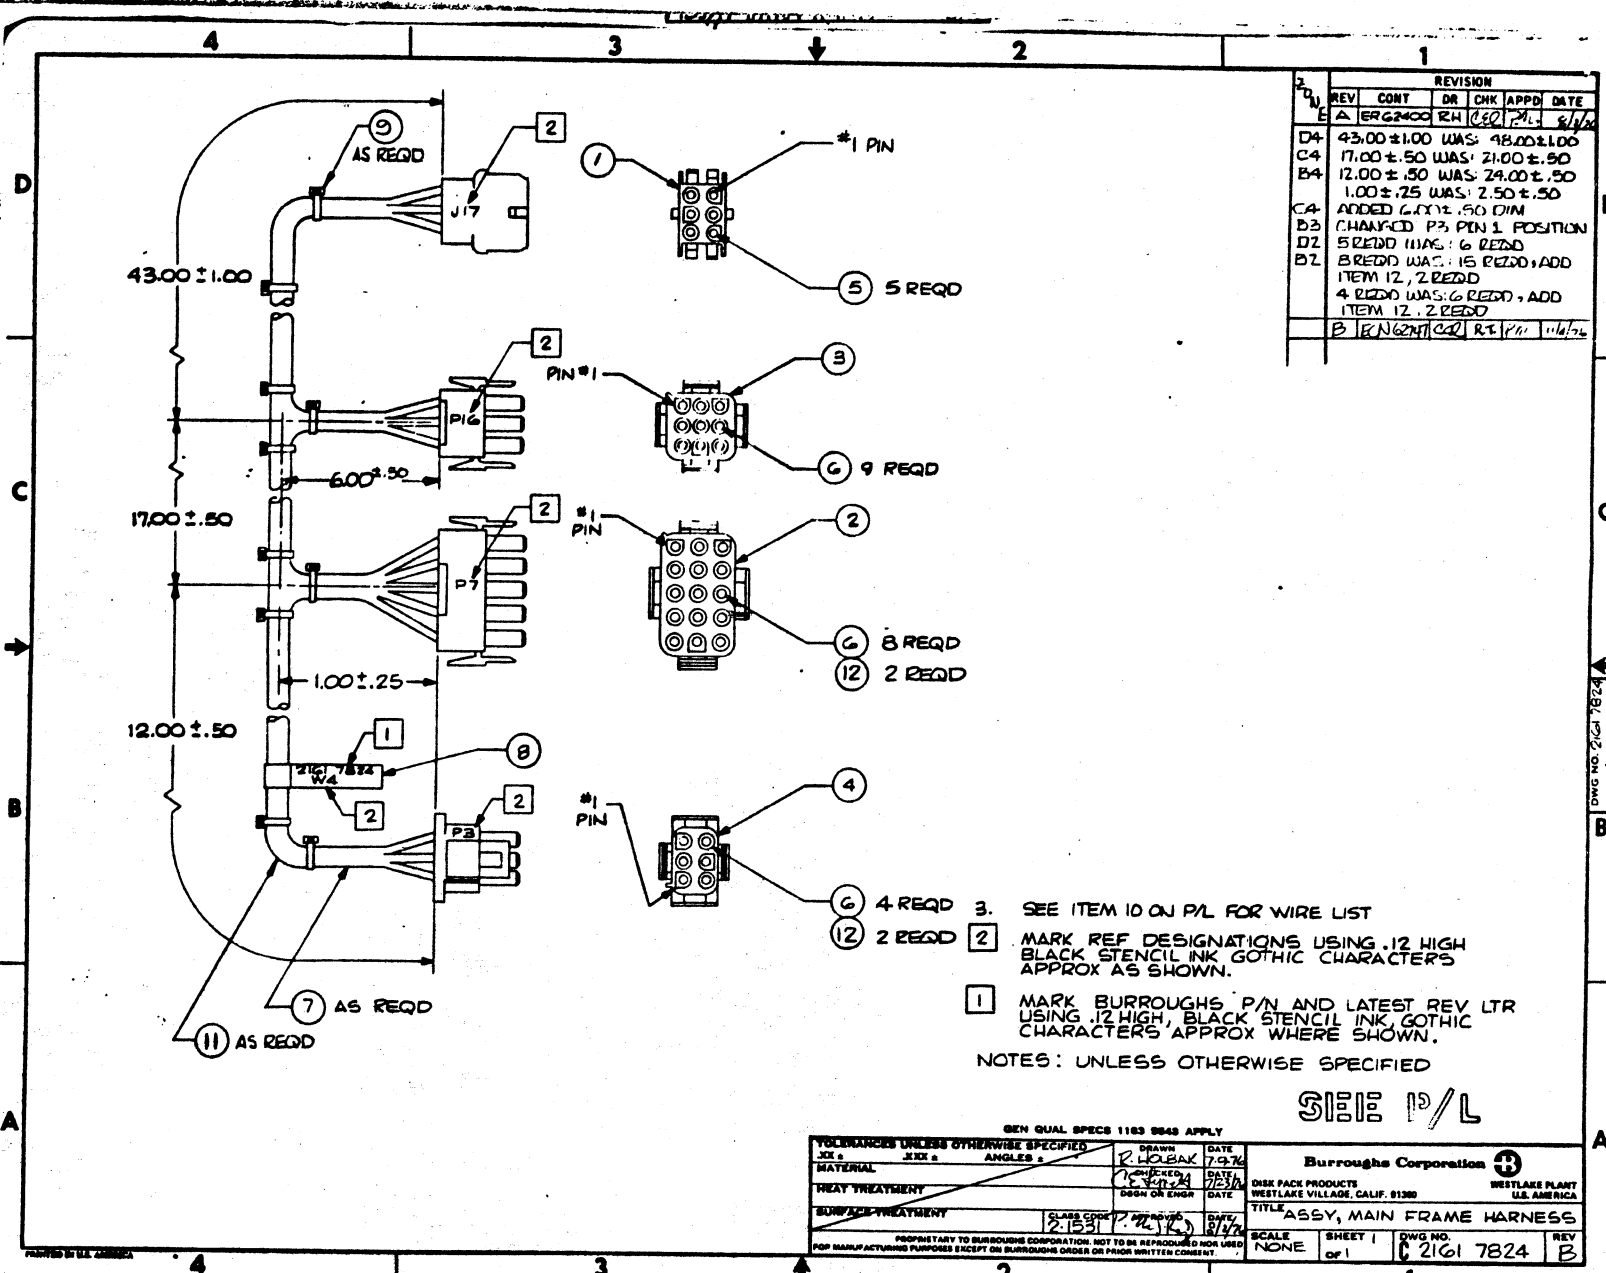 4 3 2 1
ZONE
REVISION
REV CONT DR CHK APPD DATE
A ERG2400 RH
D4 43.00 ±1.00 WAS: 48.00±1.00
C4 17.00 ±.50 WAS: 21.00 ±.50
B4 12.00 ±.50 WAS: 24.00 ±.50
1.00 ±.25 WAS: 2.50 ±.50
C4 ADDED 6.00± .50 DIM
B3 CHANGED P3 PIN 1 POSITION
D2 5 REQD WAS: 6 REQD
B2 8 REQD WAS: 15 REQD, ADD
ITEM 12, 2 REQD
4 REQD WAS: 6 REQD, ADD
ITEM 12, 2 REQD
B R.T.
D
9
AS REQD
2
J17
1
#1 PIN
5 5 REQD
43.00 ±1.00
2
P16
PIN #1
3
6 9 REQD
6.00 ±.50
C
17.00 ±.50
2
P7
#1
PIN
2
6 8 REQD
12 2 REQD
1.00 ±.25
12.00 ±.50
1
8
2161 7824
W4
2
B
2
P3
#1
PIN
4
6 4 REQD
12 2 REQD
7 AS REQD
11 AS REQD
DWG NO. 2161 7824
B
3. SEE ITEM 10 ON P/L FOR WIRE LIST
2 MARK REF DESIGNATIONS USING .12 HIGH
BLACK STENCIL INK GOTHIC CHARACTERS
APPROX AS SHOWN.
1 MARK BURROUGHS P/N AND LATEST REV LTR
USING .12 HIGH, BLACK STENCIL INK, GOTHIC
CHARACTERS APPROX WHERE SHOWN.
NOTES: UNLESS OTHERWISE SPECIFIED
SEE P/L
A
A
GEN QUAL SPECS 1183 9643 APPLY
TOLERANCES UNLESS OTHERWISE SPECIFIED
.XX ± .XXX ± ANGLES ±
MATERIAL
HEAT TREATMENT
SURFACE TREATMENT
CLASS CODE
2-1531
DRAWN DATE
R. HOLBAK 7-9-76
CHECKED DATE
DSGN OR ENGR DATE
APPROVED DATE
PROPRIETARY TO BURROUGHS CORPORATION. NOT TO BE REPRODUCED NOR USED
FOR MANUFACTURING PURPOSES EXCEPT ON BURROUGHS ORDER OR PRIOR WRITTEN CONSENT.
Burroughs Corporation B
DISK PACK PRODUCTS WESTLAKE PLANT
WESTLAKE VILLAGE, CALIF. 91360 U.S. AMERICA
TITLE ASSY, MAIN FRAME HARNESS
SCALE NONE
SHEET 1 OF 1
DWG NO. C 2161 7824
REV B
PRINTED IN U.S. AMERICA
4 3 2